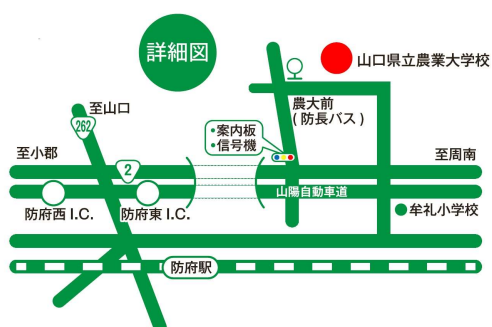 詳細図
山口県立農業大学校
至山口
262
農大前
(防長バス)
・案内板
・信号機
至小郡
2
至周南
山陽自動車道
防府西I.C.
防府東I.C.
牟礼小学校
防府駅